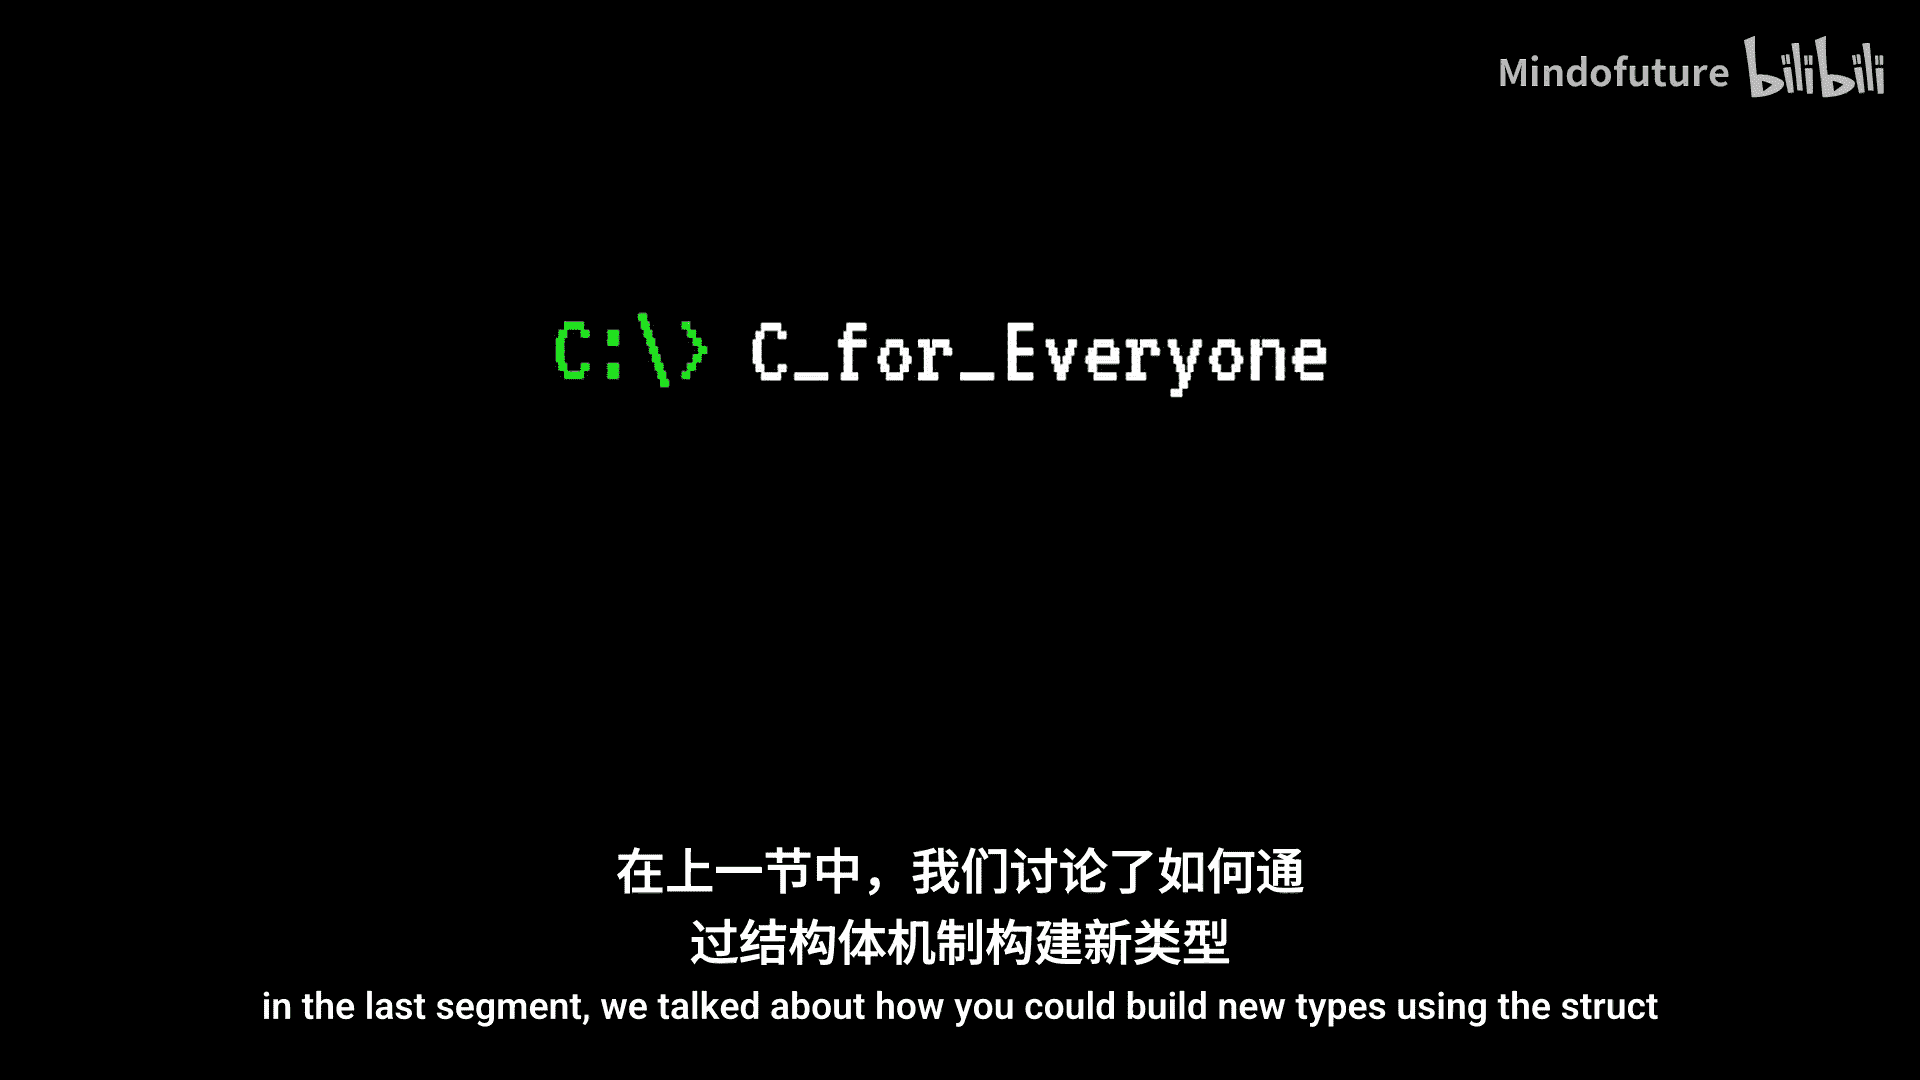 Mindofuture bilibili
C:\> C_for_Everyone
在上一节中，我们讨论了如何通
过结构体机制构建新类型
in the last segment, we talked about how you could build new types using the struct